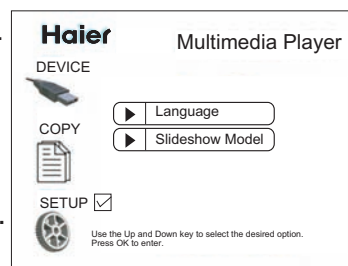 Haier
Multimedia Player
DEVICE
Language
COPY
Slideshow Model
SETUP
Use the Up and Down key to select the desired option.
Press OK to enter.